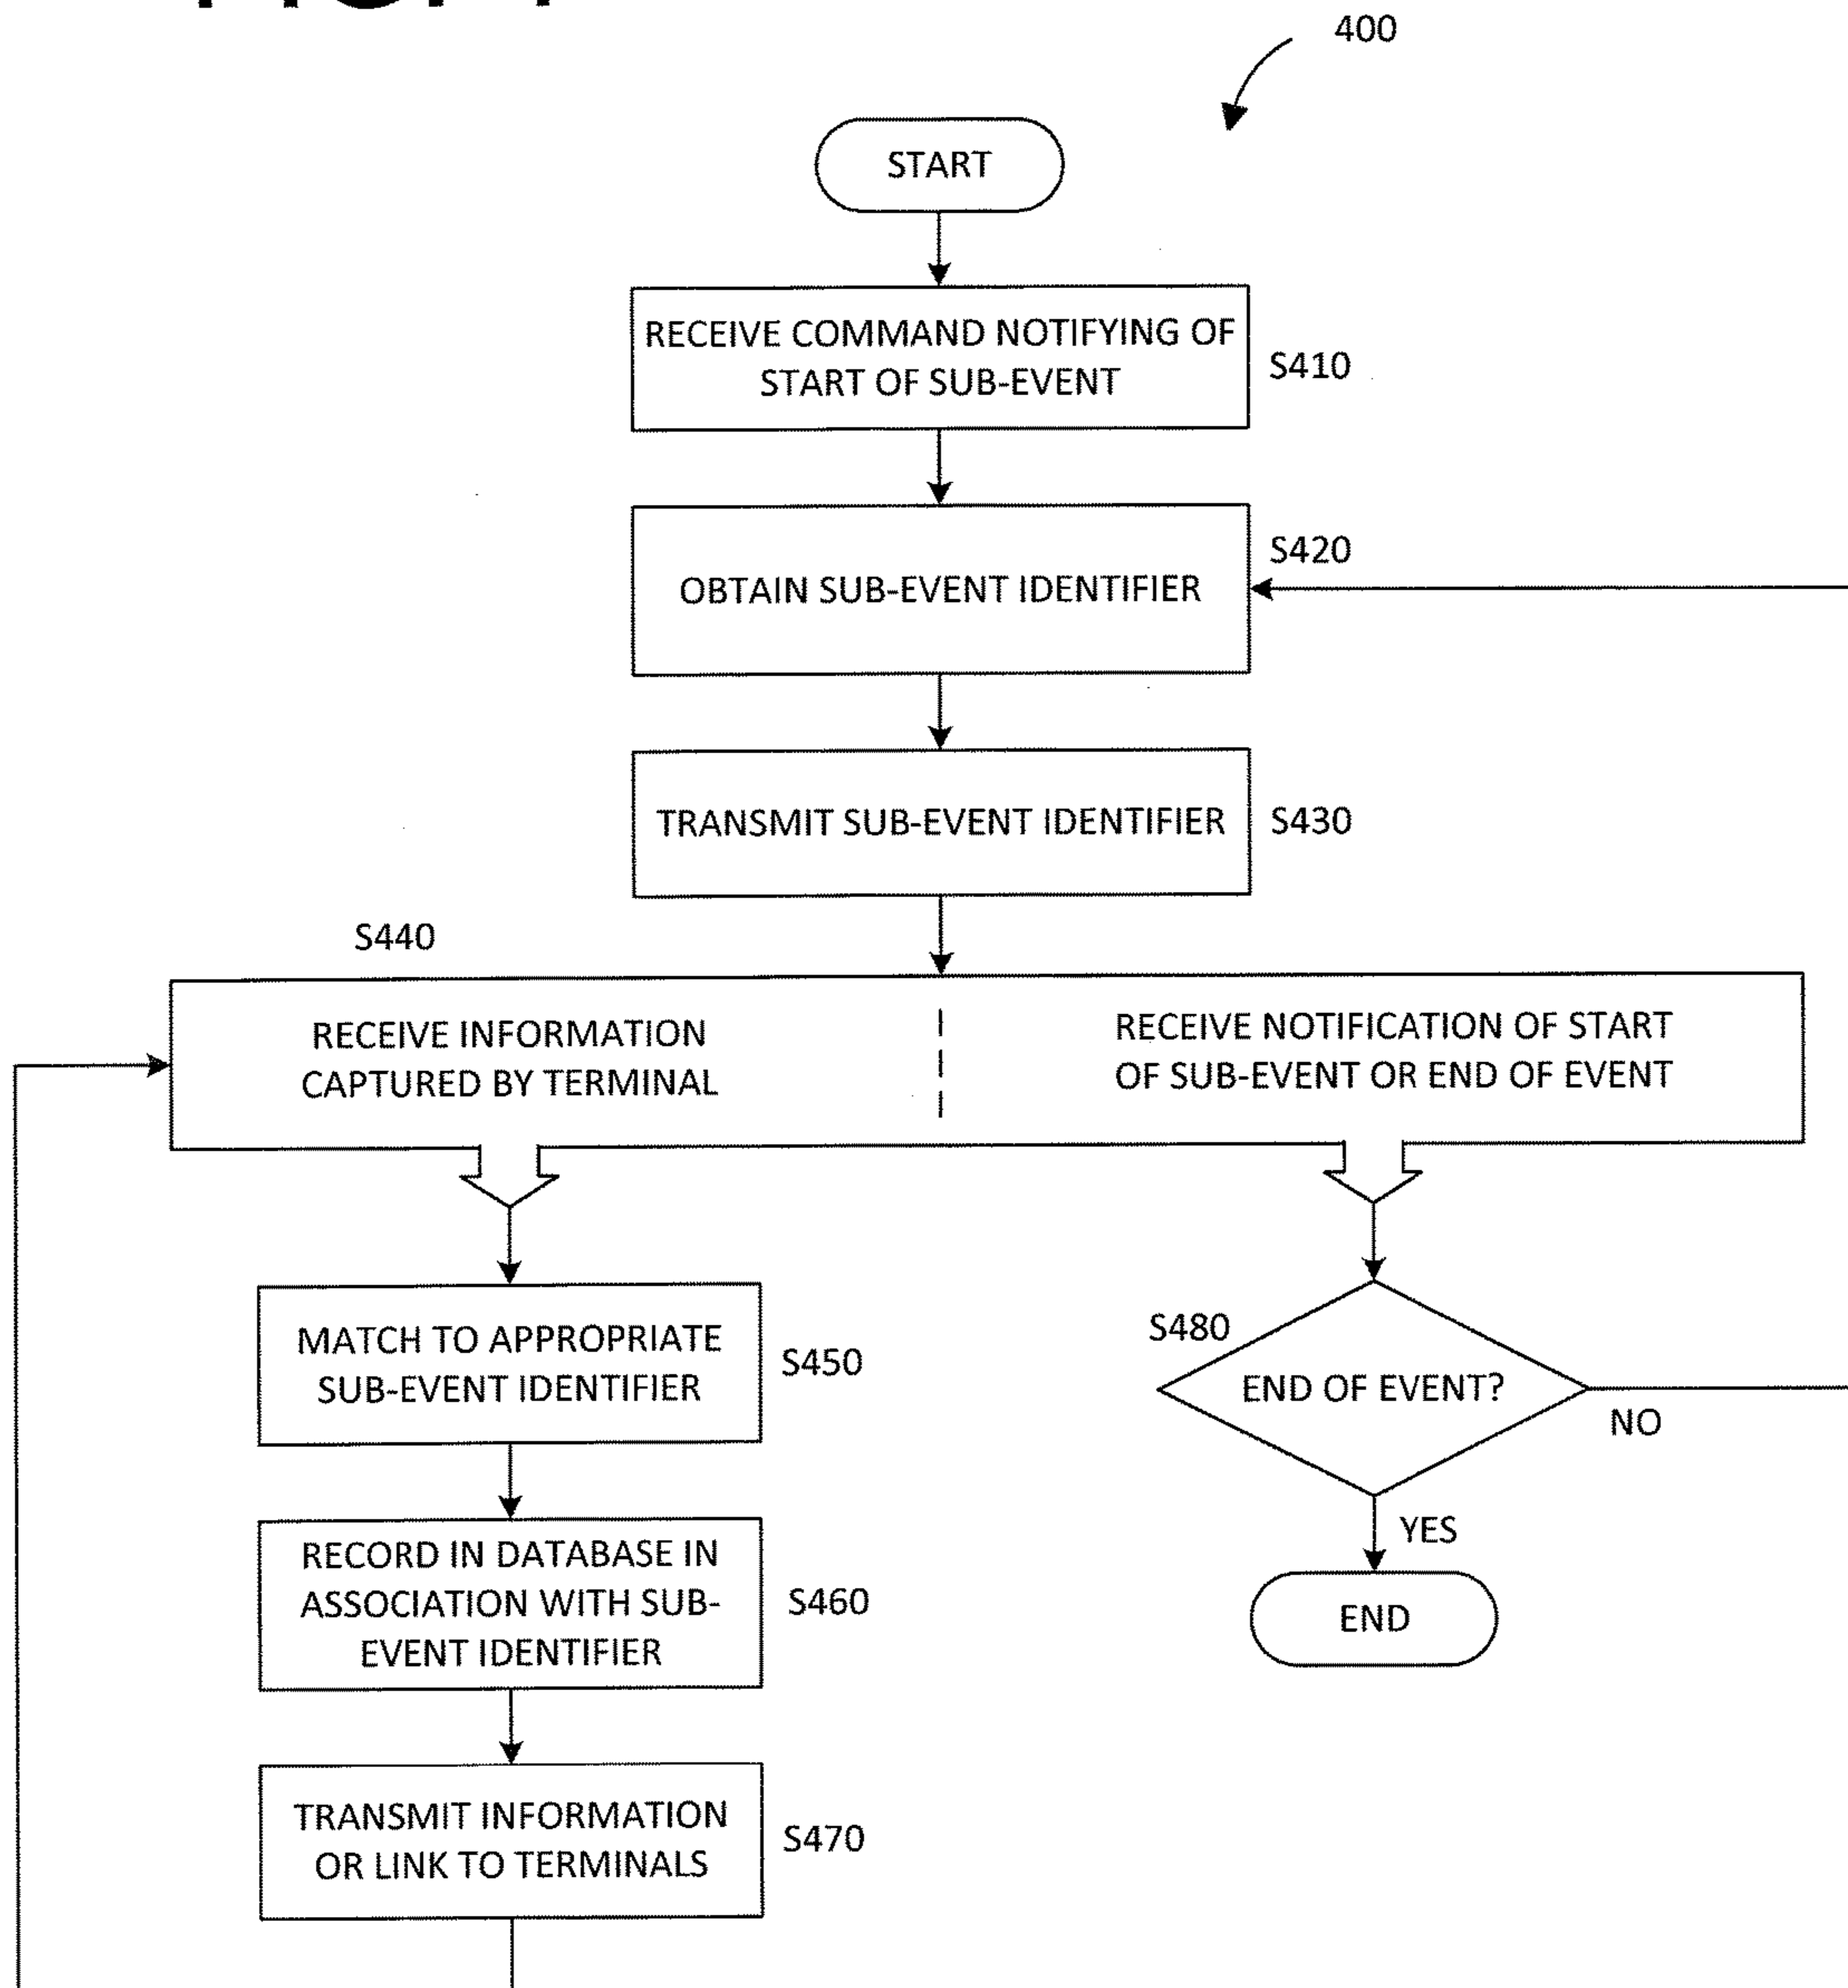 400
START
RECEIVE COMMAND NOTIFYING OF
START OF SUB-EVENT
S410
OBTAIN SUB-EVENT IDENTIFIER
S420
TRANSMIT SUB-EVENT IDENTIFIER
S430
S440
RECEIVE INFORMATION
CAPTURED BY TERMINAL
RECEIVE NOTIFICATION OF START
OF SUB-EVENT OR END OF EVENT
MATCH TO APPROPRIATE
SUB-EVENT IDENTIFIER
S450
S480
END OF EVENT?
NO
YES
END
RECORD IN DATABASE IN
ASSOCIATION WITH SUB-
EVENT IDENTIFIER
S460
TRANSMIT INFORMATION
OR LINK TO TERMINALS
S470